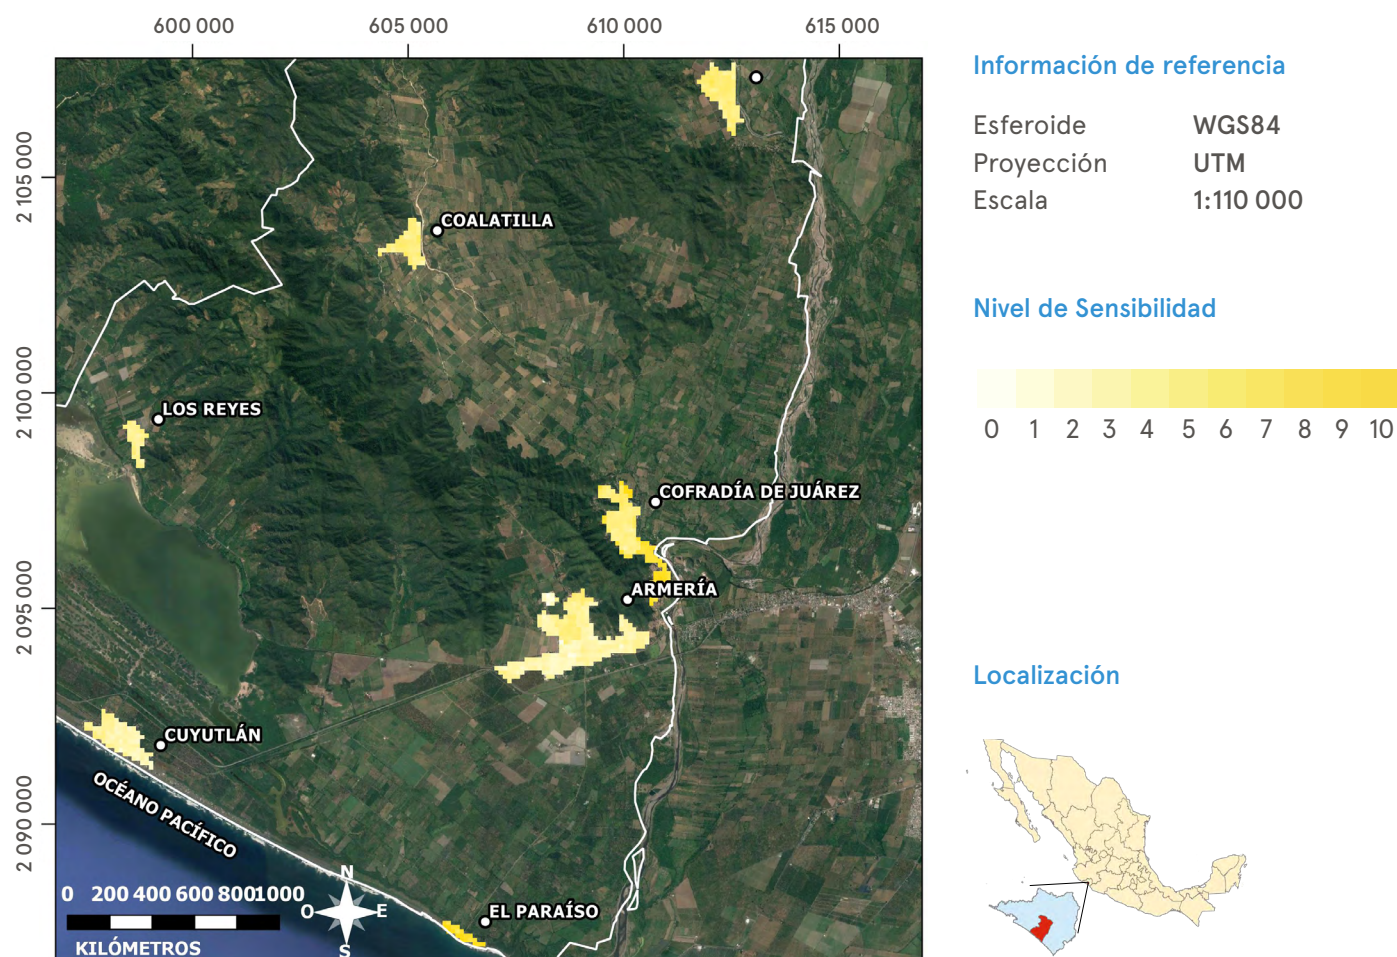 600 000 605 000 610 000 615 000
2 105 000
2 100 000
2 095 000
2 090 000
COALATILLA
LOS REYES
COFRADÍA DE JUÁREZ
ARMERÍA
CUYUTLÁN
OCÉANO PACÍFICO
EL PARAÍSO
0 200 400 600 8001000
KILÓMETROS
N
O E
S
Información de referencia
Esferoide WGS84
Proyección UTM
Escala 1:110 000
Nivel de Sensibilidad
0 1 2 3 4 5 6 7 8 9 10
Localización